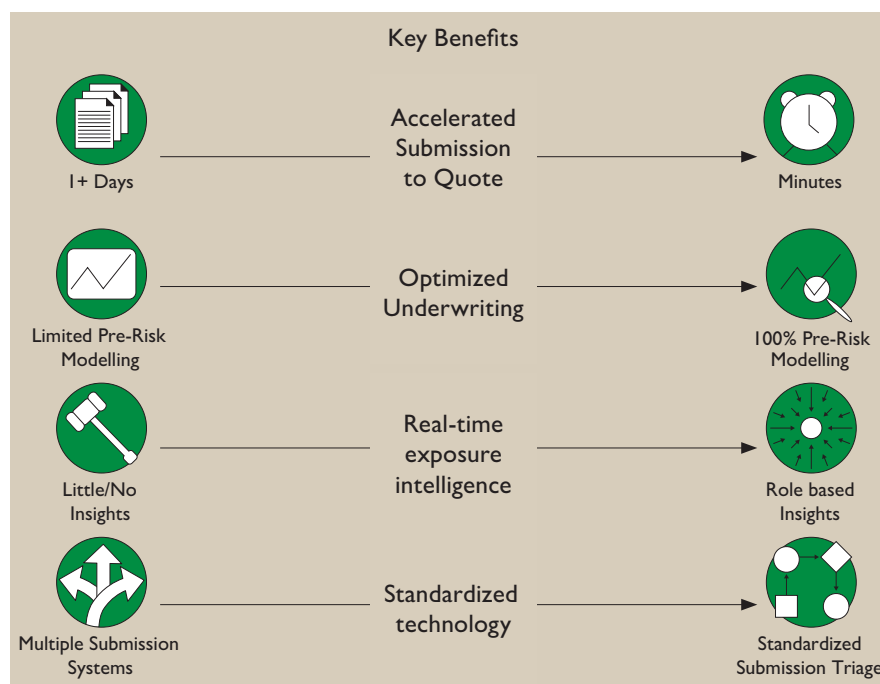 Key Benefits
1+ Days
Accelerated
Submission
to Quote
Minutes
Limited Pre-Risk
Modelling
Optimized
Underwriting
100% Pre-Risk
Modelling
Little/No
Insights
Real-time
exposure
intelligence
Role based
Insights
Multiple Submission
Systems
Standardized
technology
Standardized
Submission Triage